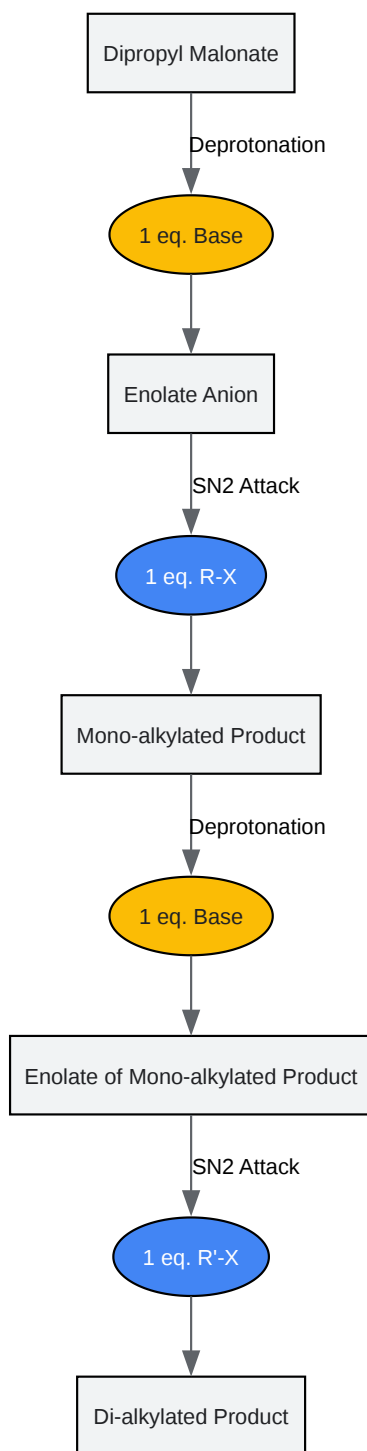 Dipropyl Malonate
Deprotonation
1 eq. Base
Enolate Anion
SN2 Attack
1 eq. R-X
Mono-alkylated Product
Deprotonation
1 eq. Base
Enolate of Mono-alkylated Product
SN2 Attack
1 eq. R'-X
Di-alkylated Product